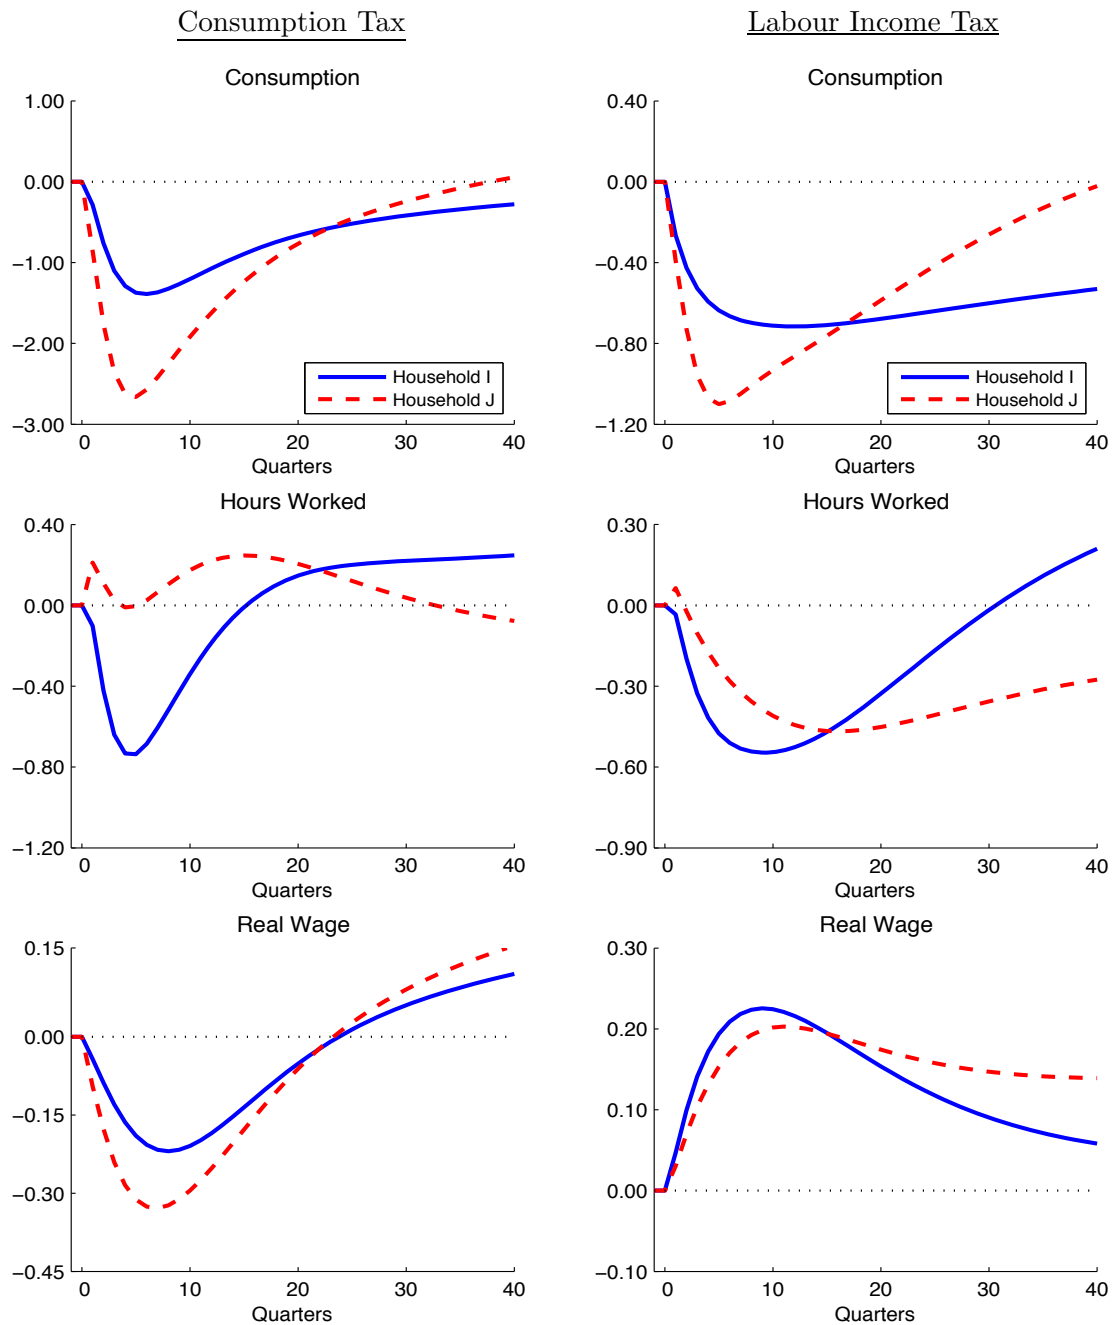 Consumption Tax
Labour Income Tax
Consumption
1.00
0.00
−1.00
−2.00
−3.00
0 10 20 30 40
Quarters
Household I
Household J
Consumption
0.40
0.00
−0.40
−0.80
−1.20
0 10 20 30 40
Quarters
Household I
Household J
Hours Worked
0.40
0.00
−0.40
−0.80
−1.20
0 10 20 30 40
Quarters
Hours Worked
0.30
0.00
−0.30
−0.60
−0.90
0 10 20 30 40
Quarters
Real Wage
0.15
0.00
−0.15
−0.30
−0.45
0 10 20 30 40
Quarters
Real Wage
0.30
0.20
0.10
0.00
−0.10
0 10 20 30 40
Quarters